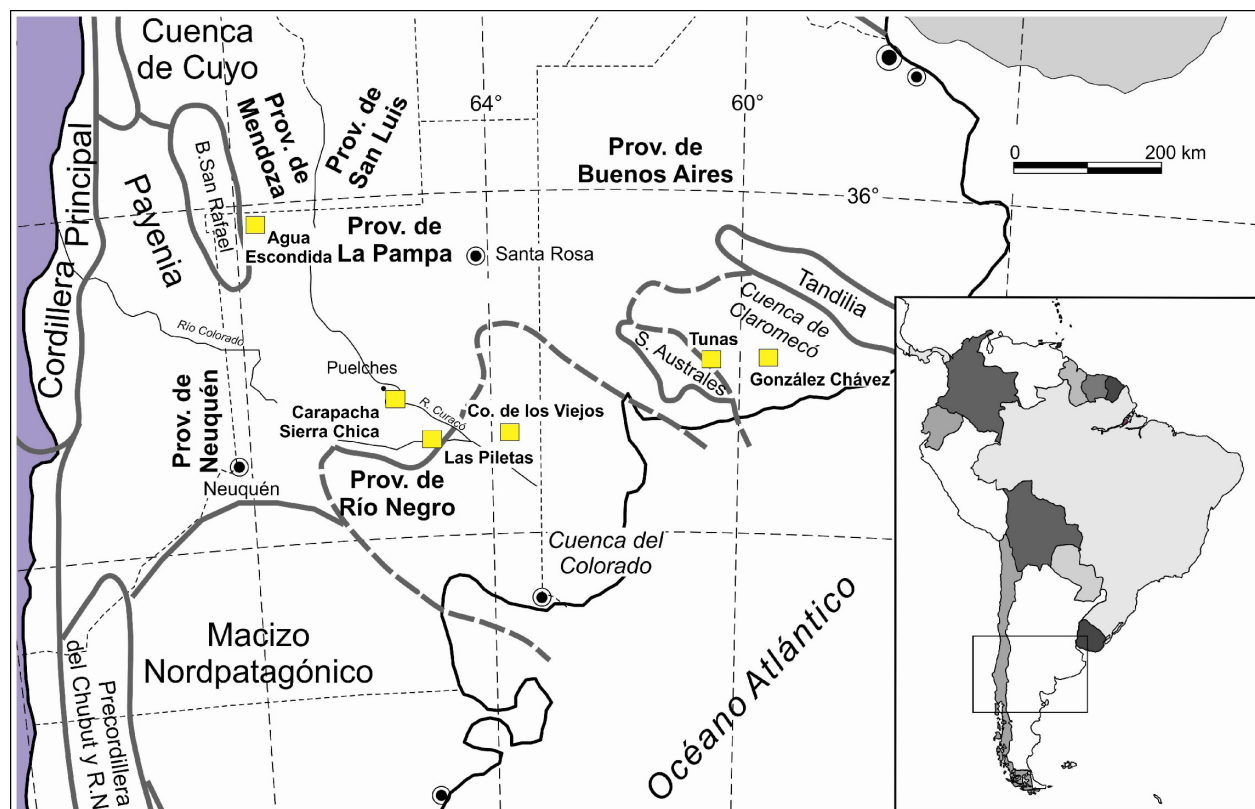 Cuenca
de Cuyo
Prov. de
Mendoza
Prov. de
San Luis
64°
60°
Prov. de
Buenos Aires
0
200 km
36°
Cordillera Principal
Payenia
B.San Rafael
Agua
Escondida
Prov. de
La Pampa
Santa Rosa
Tandilia
Cuenca de
Claromecó
Tunas
S. Australes
González Chávez
Río Colorado
Puelches
R. Curacó
Carapacha
Sierra Chica
Co. de los Viejos
Las Piletas
Prov. de
Neuquén
Neuquén
Prov. de
Río Negro
Cuenca del
Colorado
Macizo
Nordpatagónico
Océano Atlántico
Precordillera
del Chubut y R.N